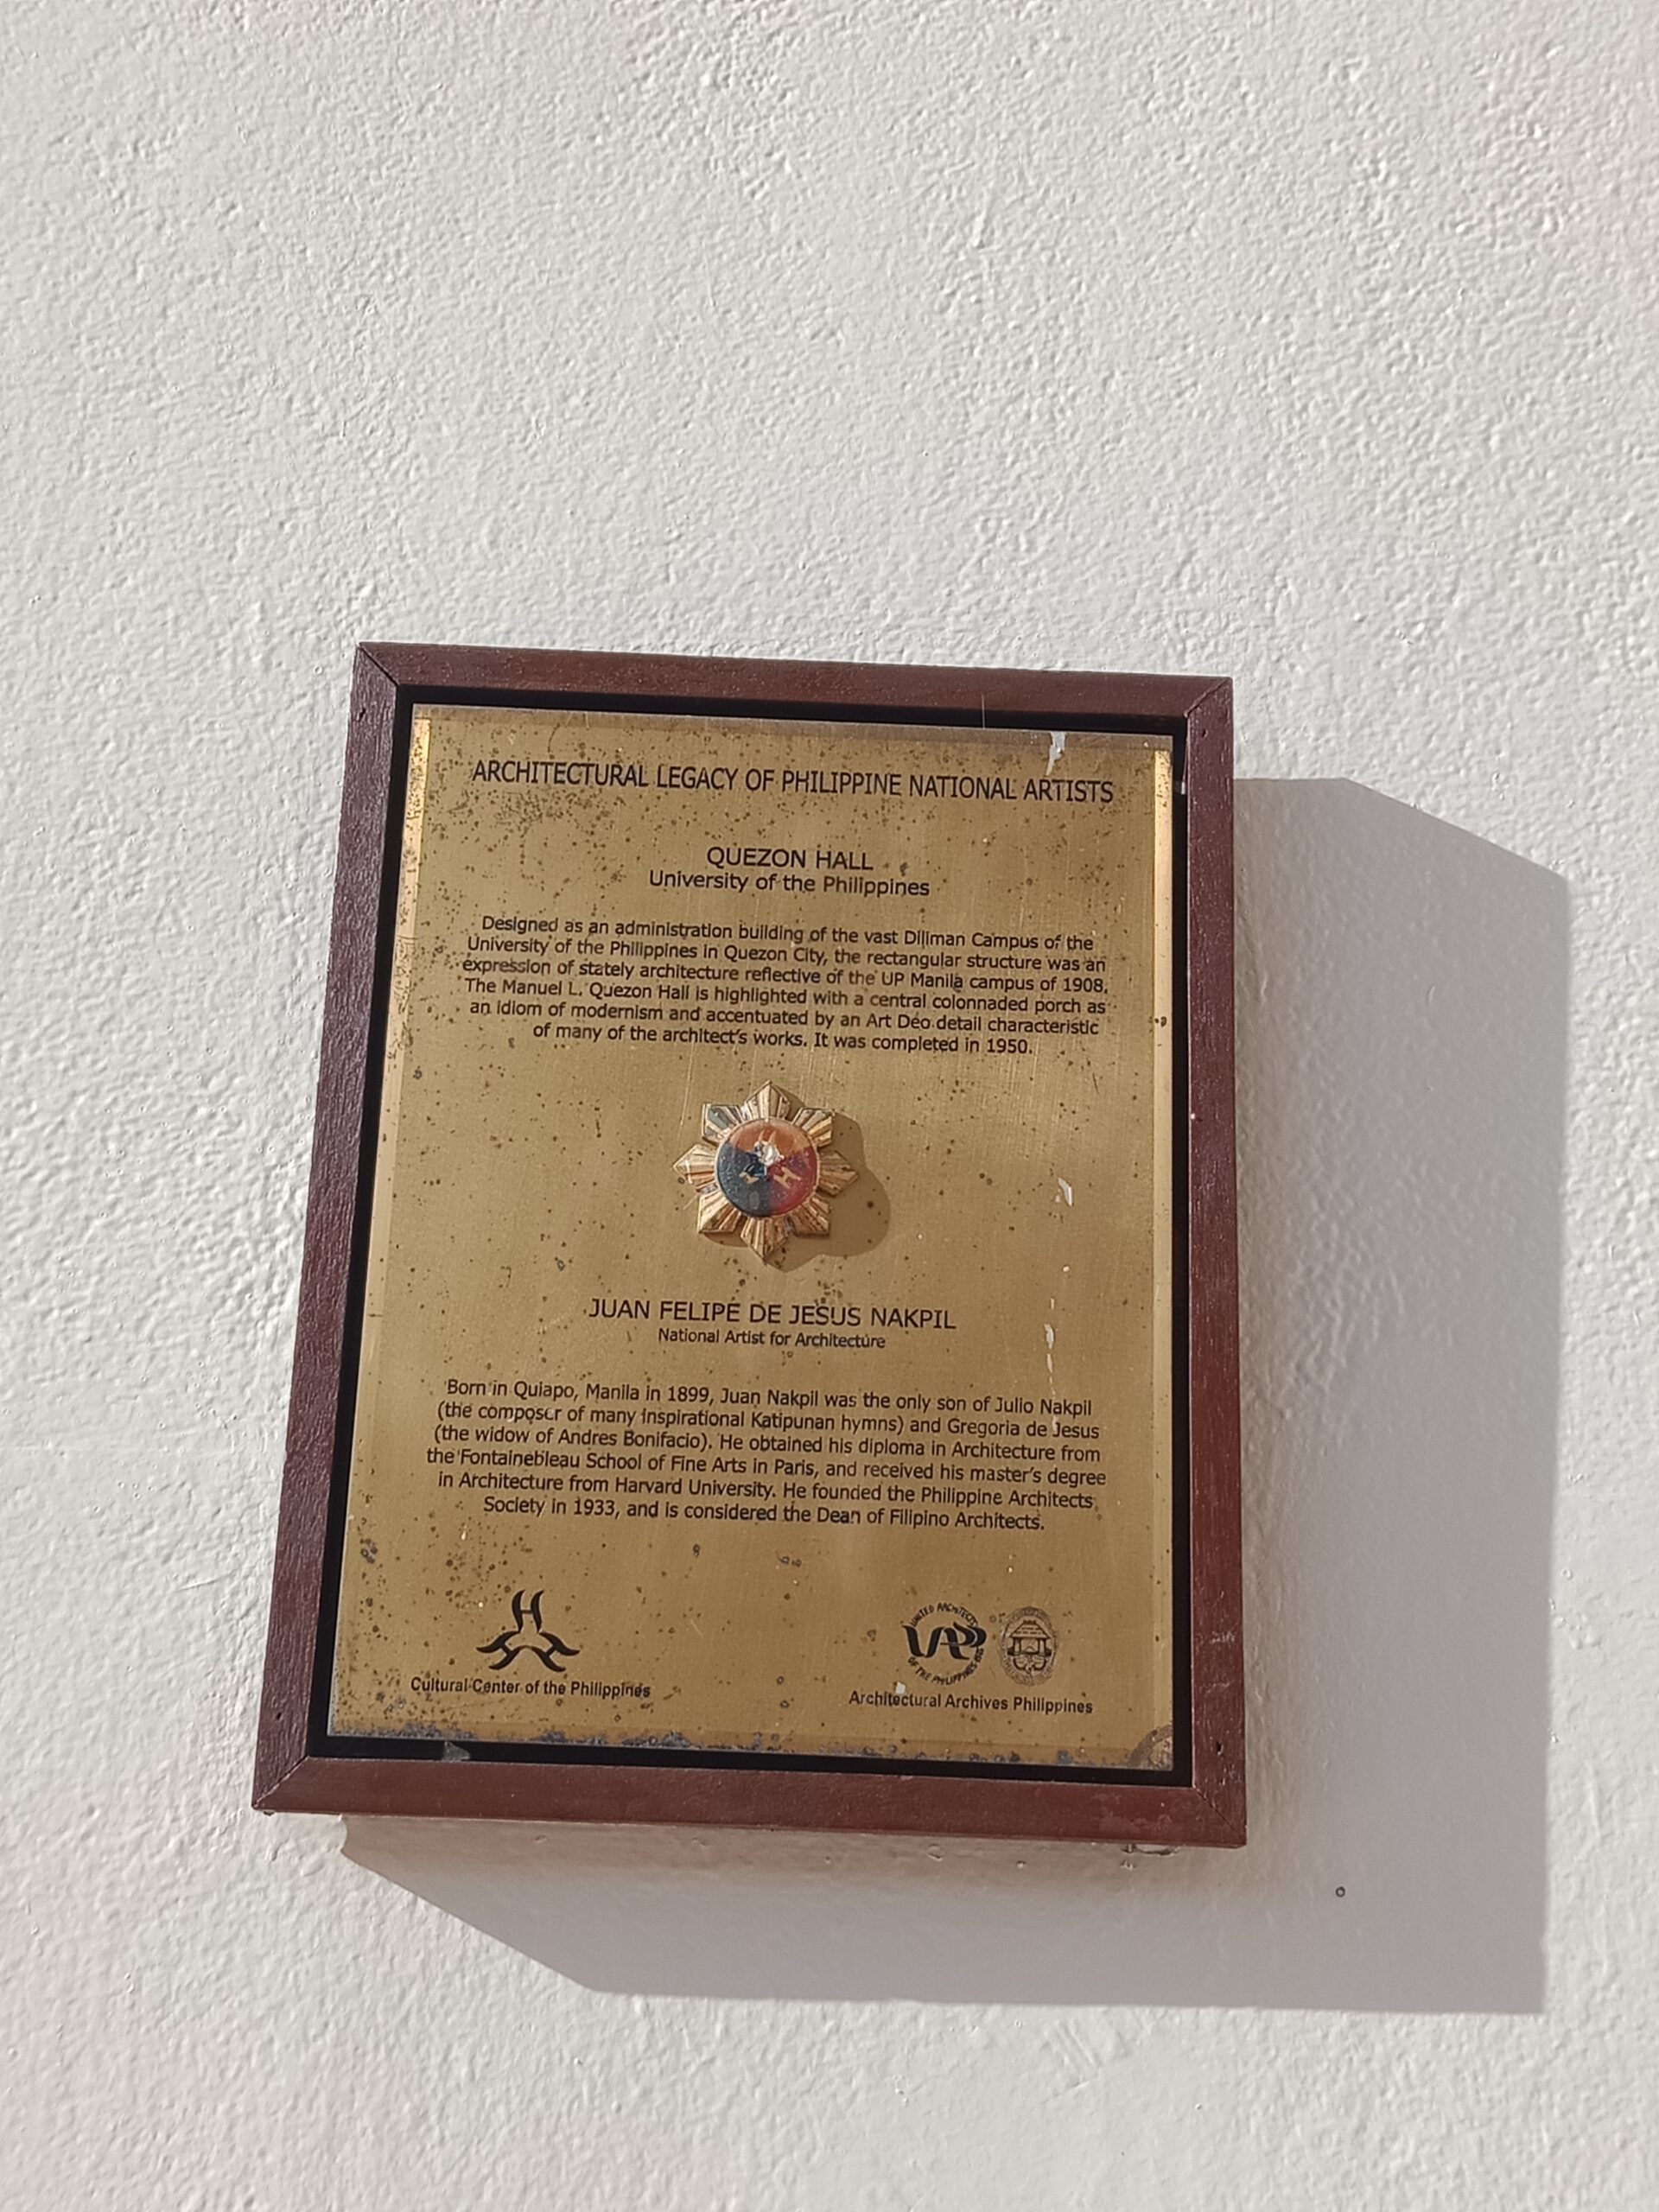 ARCHITECTURAL LEGACY OF PHILIPPINE NATIONAL ARTISTS
QUEZON HALL
University of the Philippines
Designed as an administration building of the vast Diliman Campus of the
University of the Philippines in Quezon City, the rectangular structure was an
expression of stately architecture reflective of the UP Manila campus of 1908.
The Manuel L. Quezon Hall is highlighted with a central colonnaded porch as
an idiom of modernism and accentuated by an Art Deo detail characteristic
of many of the architect's works. It was completed in 1950.
JUAN FELIPE DE JESUS NAKPIL
National Artist for Architecture
Born in Quiapo, Manila in 1899, Juan Nakpil was the only son of Julio Nakpil
(the composer of many inspirational Katipunan hymns) and Gregoria de Jesus
(the widow of Andres Bonifacio). He obtained his diploma in Architecture from
the Fontainebleau School of Fine Arts in Paris, and received his master's degree
in Architecture from Harvard University. He founded the Philippine Architects
Society in 1933, and is considered the Dean of Filipino Architects.
UNITED ARCHITECTS
UAP
OF THE PHILIPPINES
Cultural Center of the Philippines
Architectural Archives Philippines